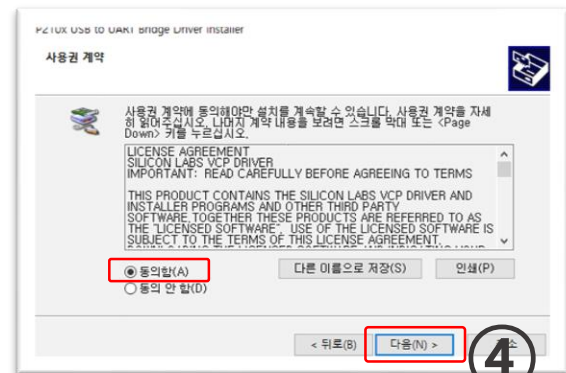 P210x USB to UART Bridge Driver Installer
사용권 계약
사용권 계약에 동의해야만 설치를 계속할 수 있습니다. 사용권 계약을 자세
히 읽어주십시오. 나머지 계약 내용을 보려면 스크롤 막대 또는 <Page
Down> 키를 누르십시오.
LICENSE AGREEMENT
SILICON LABS VCP DRIVER
IMPORTANT: READ CAREFULLY BEFORE AGREEING TO TERMS
THIS PRODUCT CONTAINS THE SILICON LABS VCP DRIVER AND
INSTALLER PROGRAMS AND OTHER THIRD PARTY
SOFTWARE. TOGETHER THESE PRODUCTS ARE REFERRED TO AS
THE "LICENSED SOFTWARE". USE OF THE LICENSED SOFTWARE IS
SUBJECT TO THE TERMS OF THIS LICENSE AGREEMENT.
동의함(A)
다른 이름으로 저장(S)
인쇄(P)
동의 안 함(D)
< 뒤로(B)
다음(N) >
4